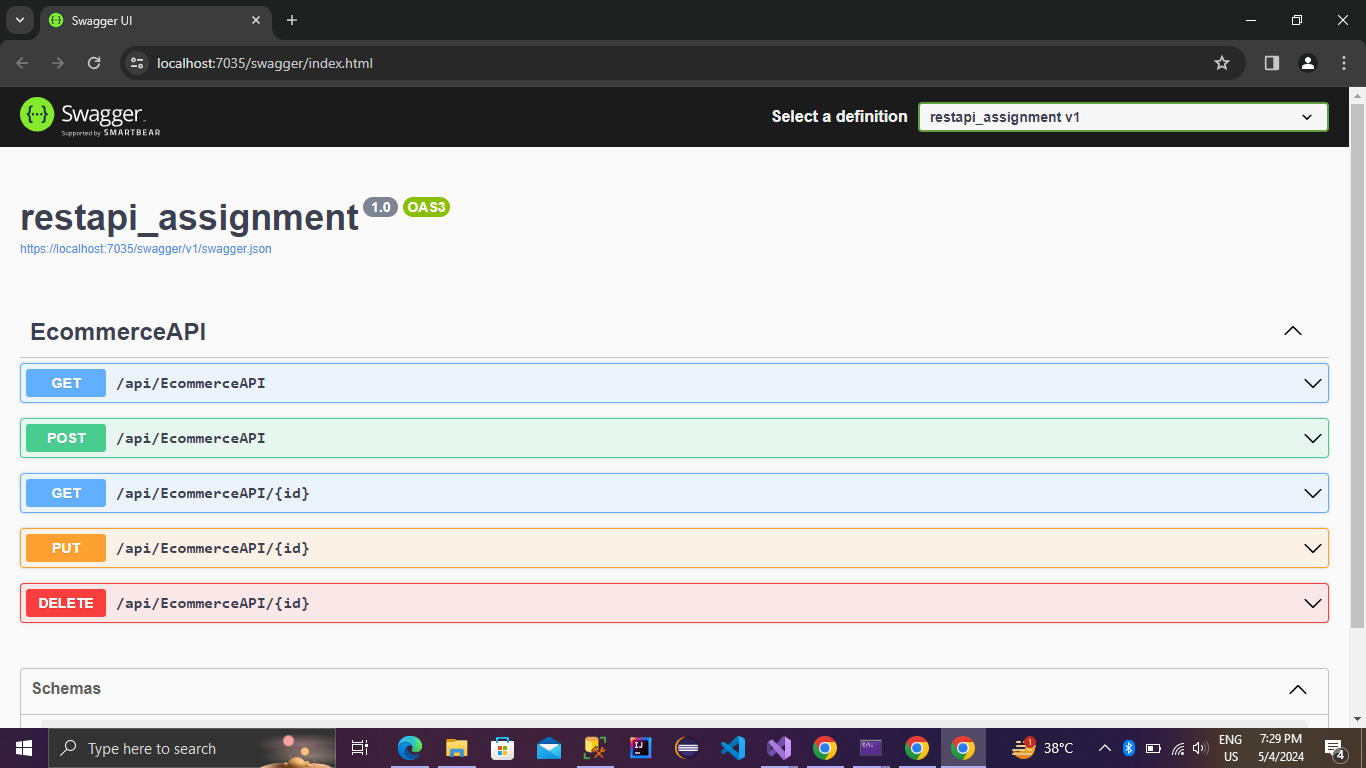 Swagger UI
localhost:7035/swagger/index.html
Swagger.
Supported by SMARTBEAR
Select a definition
restapi_assignment v1
restapi_assignment 1.0 OAS3
https://localhost:7035/swagger/v1/swagger.json
EcommerceAPI
GET /api/EcommerceAPI
POST /api/EcommerceAPI
GET /api/EcommerceAPI/{id}
PUT /api/EcommerceAPI/{id}
DELETE /api/EcommerceAPI/{id}
Schemas
Type here to search
1
38°C
ENG
US
7:29 PM
5/4/2024
4